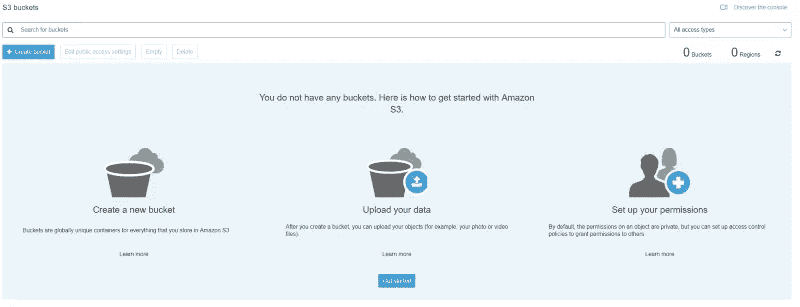 S3 buckets
Discover the console
Search for buckets
All access types
Create bucket
Edit public access settings
Empty
Delete
0 Buckets
0 Regions
You do not have any buckets. Here is how to get started with Amazon
S3.
Create a new bucket
Upload your data
Set up your permissions
Buckets are globally unique containers for everything that you store in Amazon S3
After you create a bucket, you can upload your objects (for example, your photo or video
files).
By default, the permissions on an object are private, but you can set up access control
policies to grant permissions to others
Learn more
Learn more
Learn more
Get started